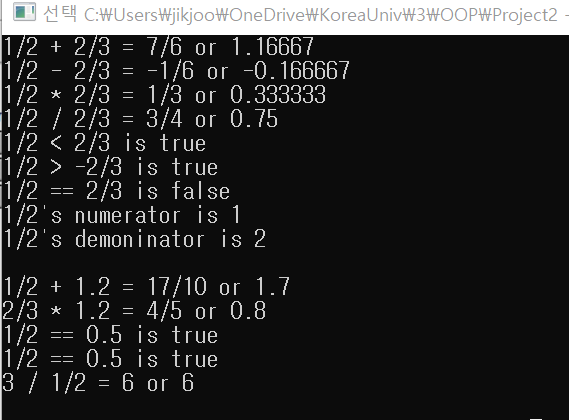 선택 C:₩Users₩jikjoo₩OneDrive₩KoreaUniv₩3₩OOP₩Project2 -
1/2 + 2/3 = 7/6 or 1.16667
1/2 - 2/3 = -1/6 or -0.166667
1/2 * 2/3 = 1/3 or 0.333333
1/2 / 2/3 = 3/4 or 0.75
1/2 < 2/3 is true
1/2 > -2/3 is true
1/2 == 2/3 is false
1/2's numerator is 1
1/2's demoninator is 2
1/2 + 1.2 = 17/10 or 1.7
2/3 * 1.2 = 4/5 or 0.8
1/2 == 0.5 is true
1/2 == 0.5 is true
3 / 1/2 = 6 or 6